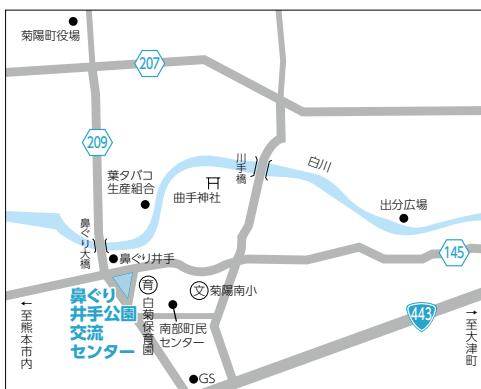 菊陽町役場
207
209
葉タバコ
生産組合
曲手神社
川手橋
白川
出分広場
鼻ぐり大橋
鼻ぐり井手
145
鼻ぐり
井手公園
交流
センター
育
白菊保育園
文
菊陽南小
南部町民
センター
443
←至熊本市内
→至大津町
GS